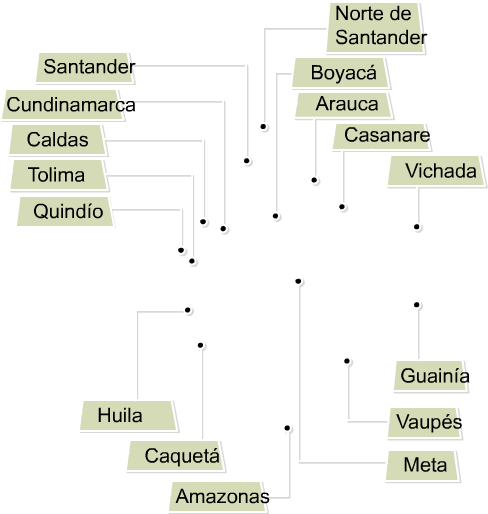 Norte de
Santander
Santander
Boyacá
Cundinamarca
Arauca
Caldas
Casanare
Tolima
Vichada
Quindío
Guainía
Huila
Vaupés
Caquetá
Meta
Amazonas